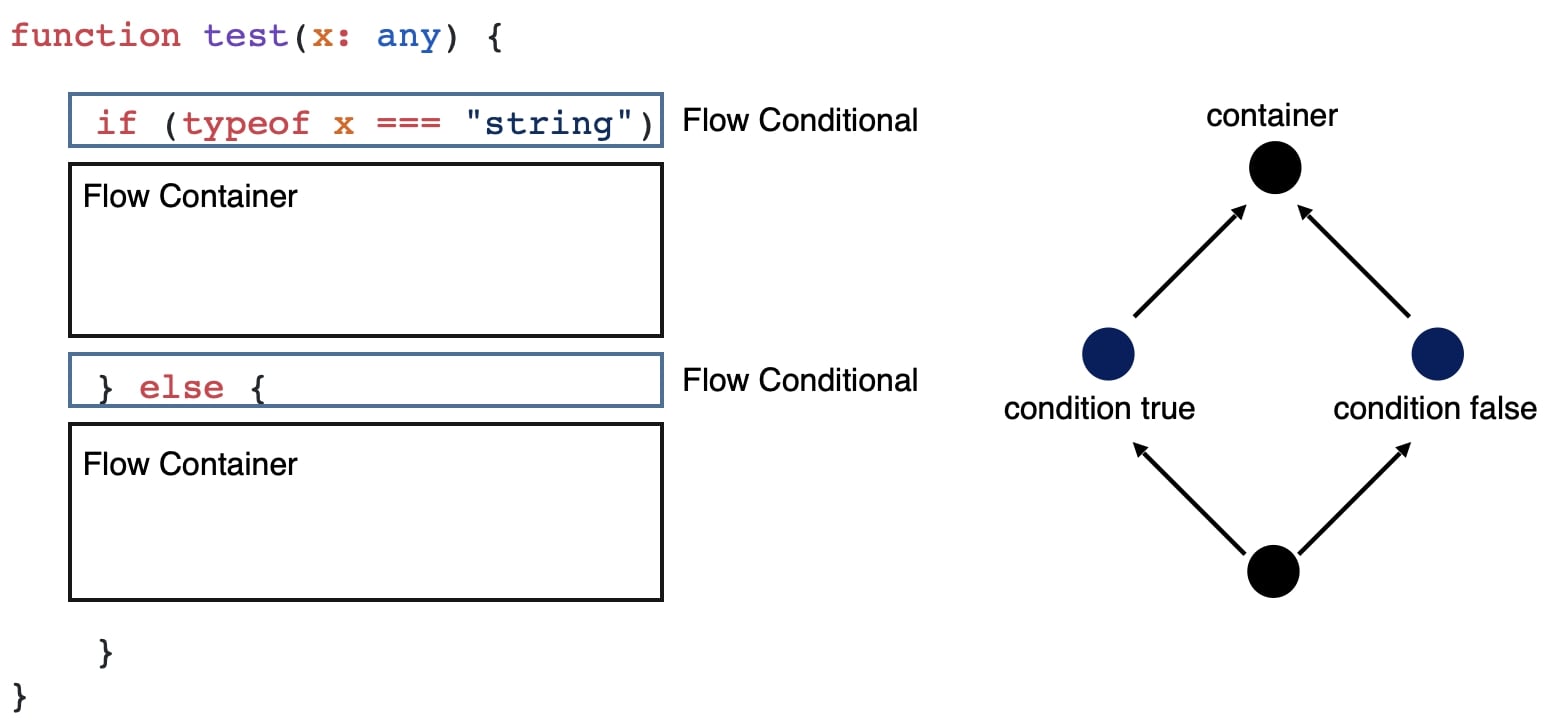 function test(x: any) {
if (typeof x === "string") Flow Conditional
Flow Container
} else { Flow Conditional
Flow Container
}
}
container
condition true condition false